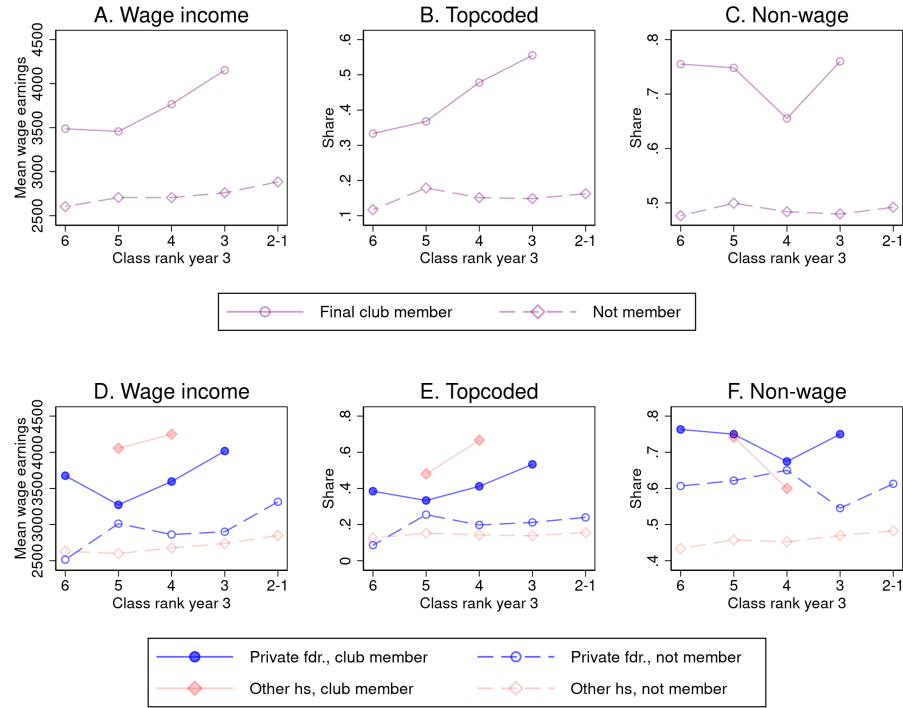 A. Wage income
B. Topcoded
C. Non-wage
Mean wage earnings
2500 3000 3500 4000 4500
6 5 4 3 2-1
Class rank year 3
Share
.1 .2 .3 .4 .5 .6
6 5 4 3 2-1
Class rank year 3
Share
.5 .6 .7 .8
6 5 4 3 2-1
Class rank year 3
Final club member
Not member
D. Wage income
E. Topcoded
F. Non-wage
Mean wage earnings
2500 3000 3500 4000 4500
6 5 4 3 2-1
Class rank year 3
Share
0 .2 .4 .6 .8
6 5 4 3 2-1
Class rank year 3
Share
.4 .5 .6 .7 .8
6 5 4 3 2-1
Class rank year 3
Private fdr., club member
Private fdr., not member
Other hs, club member
Other hs, not member